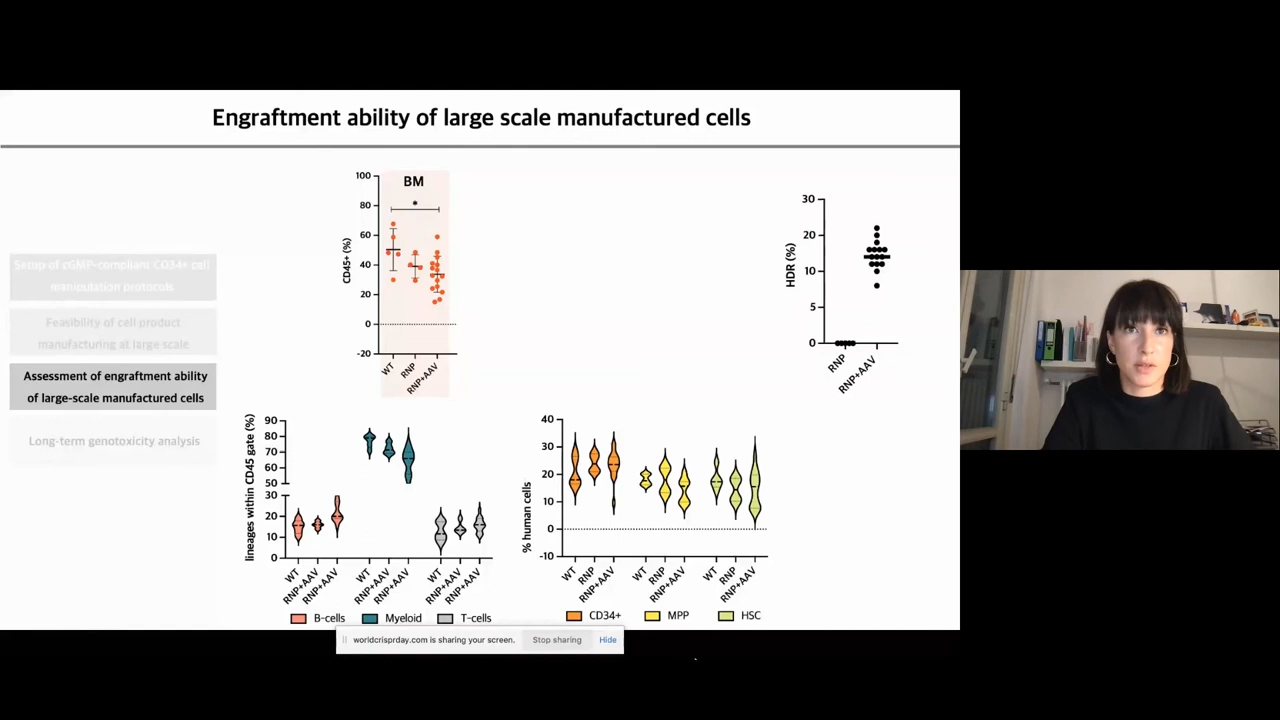 Engraftment ability of large scale manufactured cells
Setup of cGMP-compliant CD34+ cell
manipulation protocols
Feasibility of cell product
manufacturing at large scale
Assessment of engraftment ability
of large-scale manufactured cells
Long-term genotoxicity analysis
BM
*
CD45+ (%)
100
80
60
40
20
0
-20
WT
RNP
RNP+AAV
HDR (%)
30
20
10
5
0
RNP
RNP+AAV
lineages within CD45 gate (%)
90
80
70
60
50
30
20
10
0
WT
RNP+AAV
RNP+AAV
WT
RNP+AAV
RNP+AAV
WT
RNP+AAV
RNP+AAV
B-cells
Myeloid
T-cells
% human cells
40
30
20
10
0
-10
WT
RNP
RNP+AAV
WT
RNP
RNP+AAV
WT
RNP
RNP+AAV
CD34+
MPP
HSC
worldcrisprday.com is sharing your screen.
Stop sharing
Hide